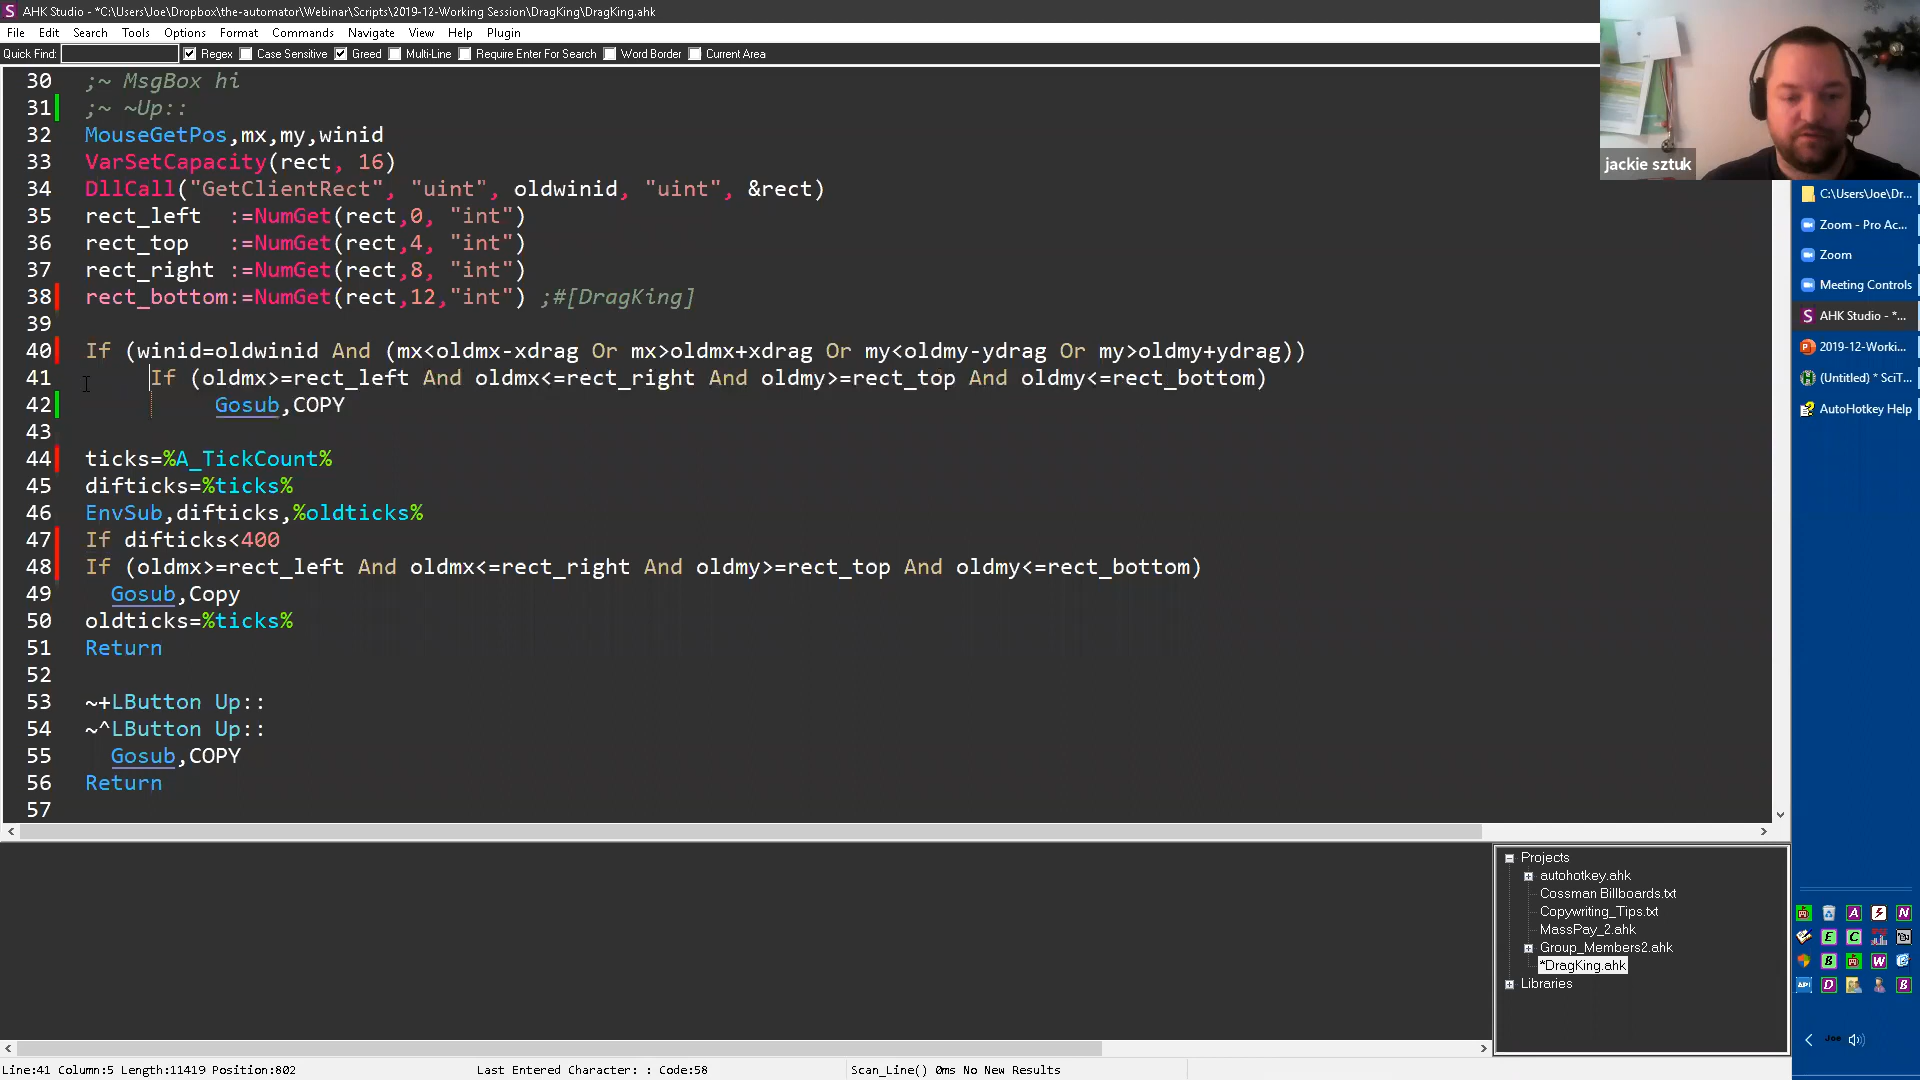 AHK Studio - *C:\Users\Joe\Dropbox\the-automator\Webinar\Scripts\2019-12-Working Session\DragKing\DragKing.ahk
File Edit Search Tools Options Format Commands Navigate View Help Plugin
Quick Find: Regex Case Sensitive Greed Multi-Line Require Enter For Search Word Border Current Area
30 ;~ MsgBox hi
31 ;~ ~Up::
32 MouseGetPos,mx,my,winid
33 VarSetCapacity(rect, 16)
34 DllCall("GetClientRect", "uint", oldwinid, "uint", &rect)
35 rect_left :=NumGet(rect,0, "int")
36 rect_top :=NumGet(rect,4, "int")
37 rect_right :=NumGet(rect,8, "int")
38 rect_bottom:=NumGet(rect,12,"int") ;#[DragKing]
39
40 If (winid=oldwinid And (mx<oldmx-xdrag Or mx>oldmx+xdrag Or my<oldmy-ydrag Or my>oldmy+ydrag))
41 If (oldmx>=rect_left And oldmx<=rect_right And oldmy>=rect_top And oldmy<=rect_bottom)
42 Gosub,COPY
43
44 ticks=%A_TickCount%
45 difticks=%ticks%
46 EnvSub,difticks,%oldticks%
47 If difticks<400
48 If (oldmx>=rect_left And oldmx<=rect_right And oldmy>=rect_top And oldmy<=rect_bottom)
49 Gosub,Copy
50 oldticks=%ticks%
51 Return
52
53 ~+LButton Up::
54 ~^LButton Up::
55 Gosub,COPY
56 Return
57
jackie sztuk
C:\Users\Joe\Dr...
Zoom - Pro Ac...
Zoom
Meeting Controls
AHK Studio - *...
2019-12-Worki...
(Untitled) * SciT...
AutoHotkey Help
Projects
autohotkey.ahk
Cossman Billboards.txt
Copywriting_Tips.txt
MassPay_2.ahk
Group_Members2.ahk
*DragKing.ahk
Libraries
A N
E C
B W
API D B
Joe
Line:41 Column:5 Length:11419 Position:802 Last Entered Character: : Code:58 Scan_Line() 0ms No New Results